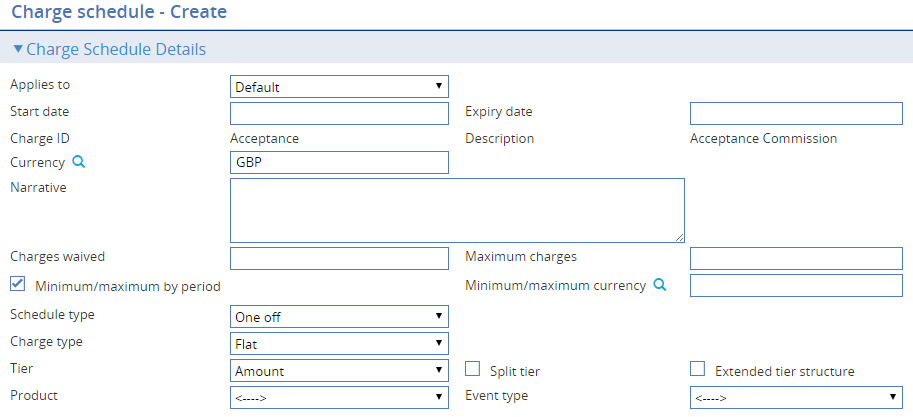 Charge schedule - Create
Charge Schedule Details
Applies to Default
Start date Expiry date
Charge ID Acceptance Description Acceptance Commission
Currency GBP
Narrative
Charges waived Maximum charges
Minimum/maximum by period Minimum/maximum currency
Schedule type One off
Charge type Flat
Tier Amount Split tier Extended tier structure
Product <----> Event type <---->